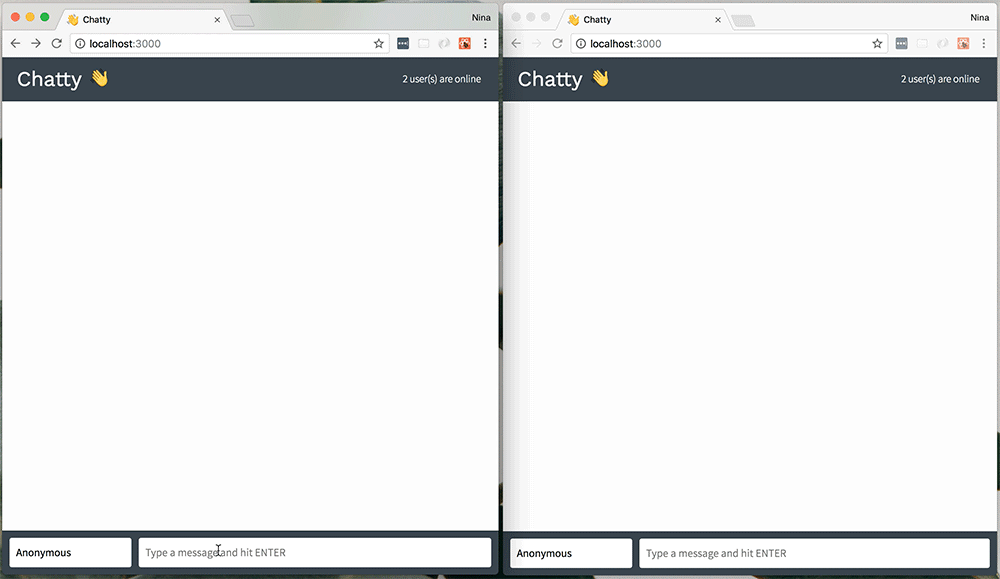 Chatty
Nina
localhost:3000
Chatty 👋
2 user(s) are online
Anonymous
Type a message and hit ENTER
Chatty
Nina
localhost:3000
Chatty 👋
2 user(s) are online
Anonymous
Type a message and hit ENTER